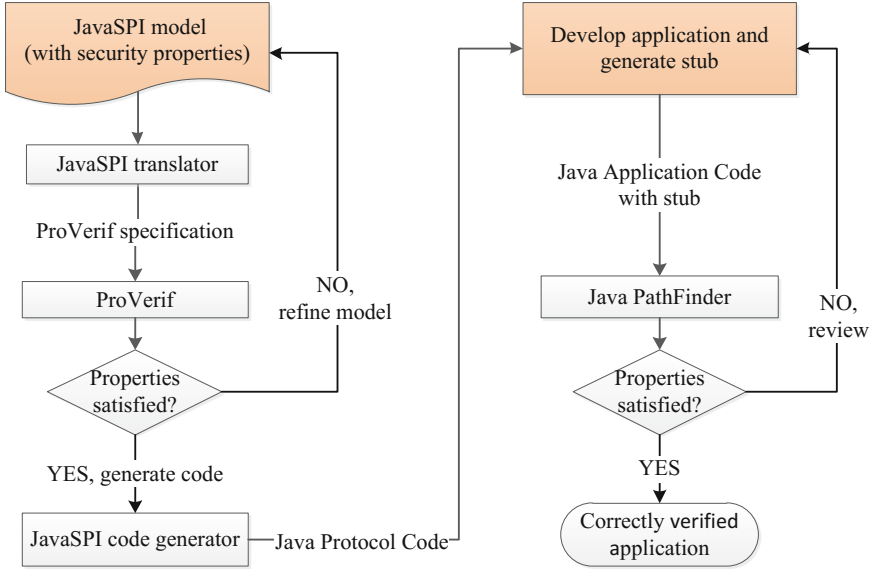 JavaSPI model
(with security properties)
JavaSPI translator
ProVerif specification
ProVerif
NO,
refine model
Properties
satisfied?
YES, generate code
JavaSPI code generator
Java Protocol Code
Develop application and
generate stub
Java Application Code
with stub
Java PathFinder
NO,
review
Properties
satisfied?
YES
Correctly verified
application